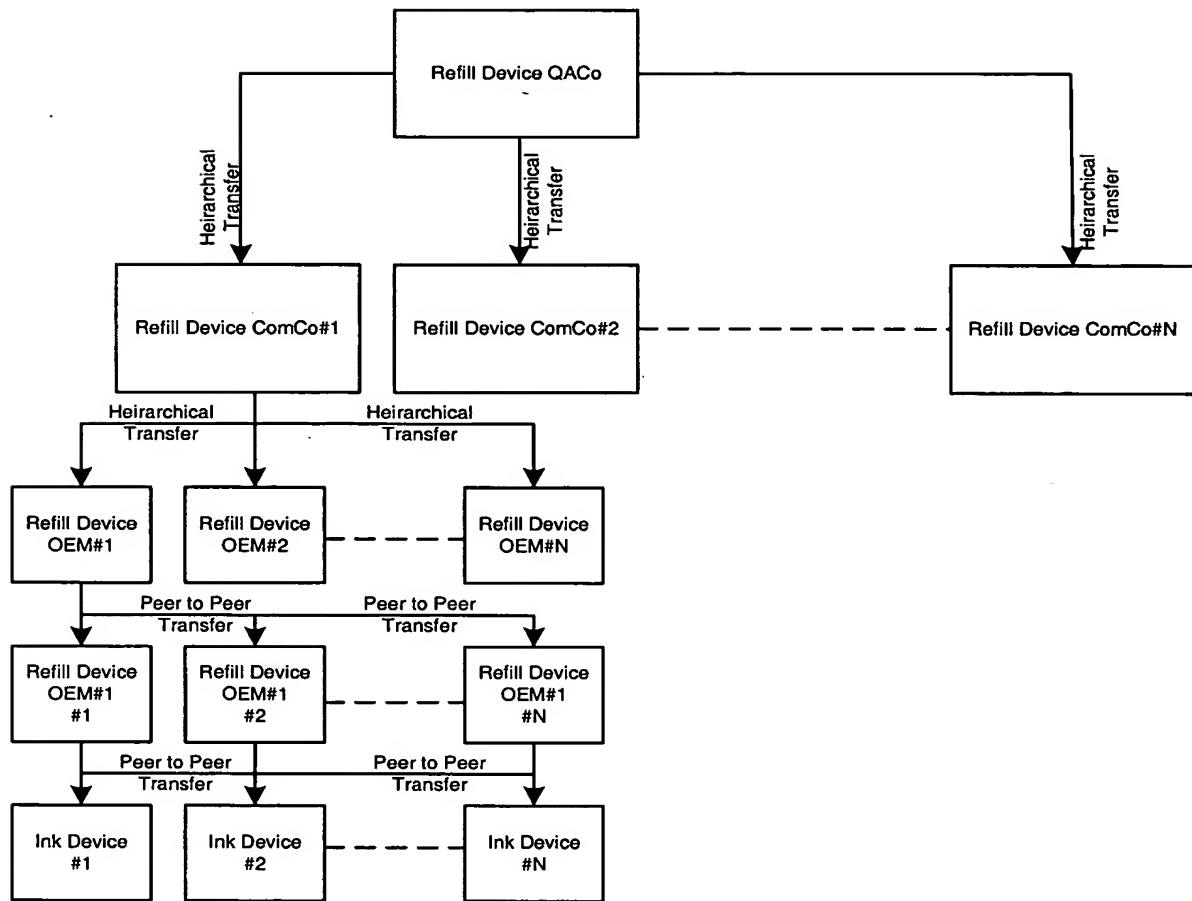 Refill Device QACo
Heirarchical
Transfer
Heirarchical
Transfer
Heirarchical
Transfer
Refill Device ComCo#1
Refill Device ComCo#2
Refill Device ComCo#N
Heirarchical
Transfer
Heirarchical
Transfer
Refill Device
OEM#1
Refill Device
OEM#2
Refill Device
OEM#N
Peer to Peer
Transfer
Peer to Peer
Transfer
Refill Device
OEM#1
#1
Refill Device
OEM#1
#2
Refill Device
OEM#1
#N
Peer to Peer
Transfer
Peer to Peer
Transfer
Ink Device
#1
Ink Device
#2
Ink Device
#N